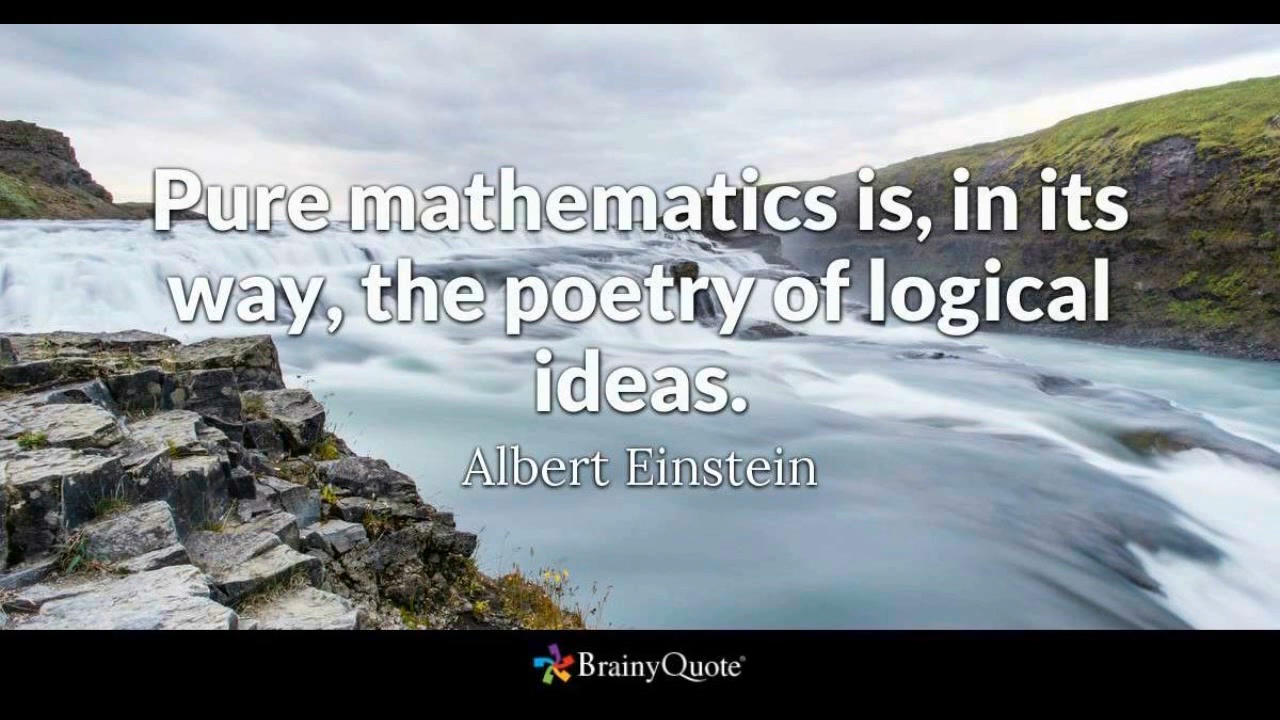 Pure mathematics is, in its
way, the poetry of logical
ideas.
Albert Einstein
BrainyQuote®